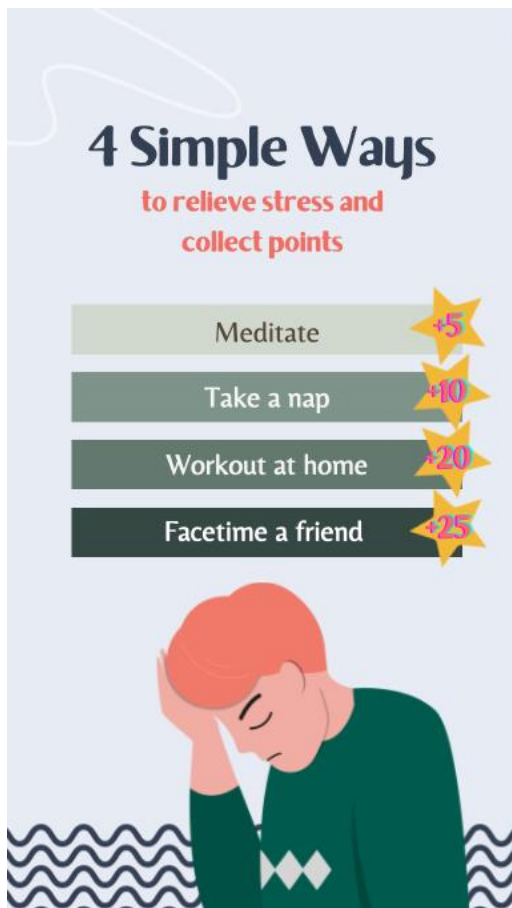 4 Simple Ways
to relieve stress and
collect points
Meditate +5
Take a nap +10
Workout at home +20
Facetime a friend +25